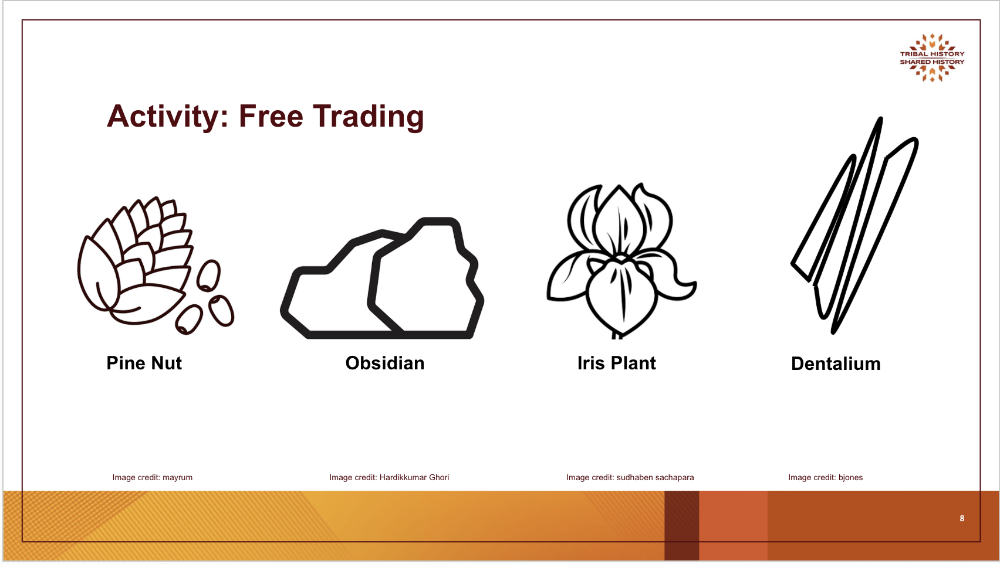 TRIBAL HISTORY
SHARED HISTORY
Activity: Free Trading
Pine Nut
Obsidian
Iris Plant
Dentalium
Image credit: mayrum
Image credit: Hardikkumar Ghori
Image credit: sudhaben sachapara
Image credit: bjones
8